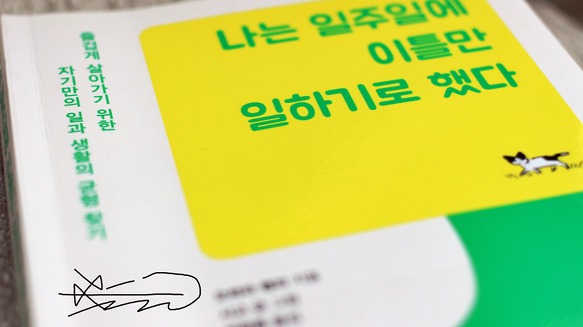 나는 일주일에
이틀만
일하기로 했다
즐겁게 살아가기 위한
자기만의 일과 생활의 균형 찾기